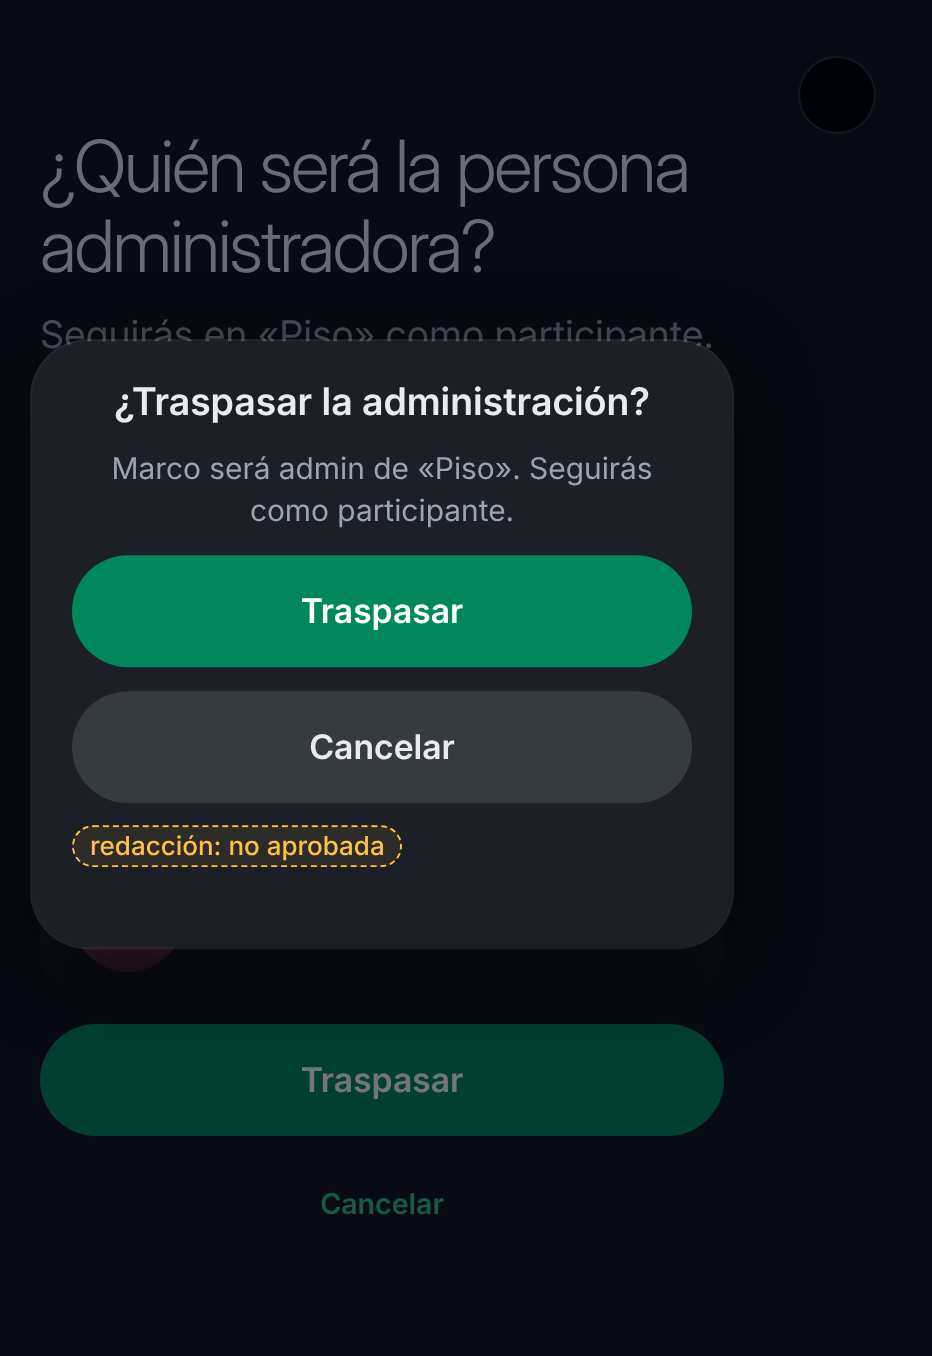 ¿Quién será la persona
administradora?
Seguirás en «Piso» como participante.
¿Traspasar la administración?
Marco será admin de «Piso». Seguirás
como participante.
Traspasar
Cancelar
redacción: no aprobada
Traspasar
Cancelar